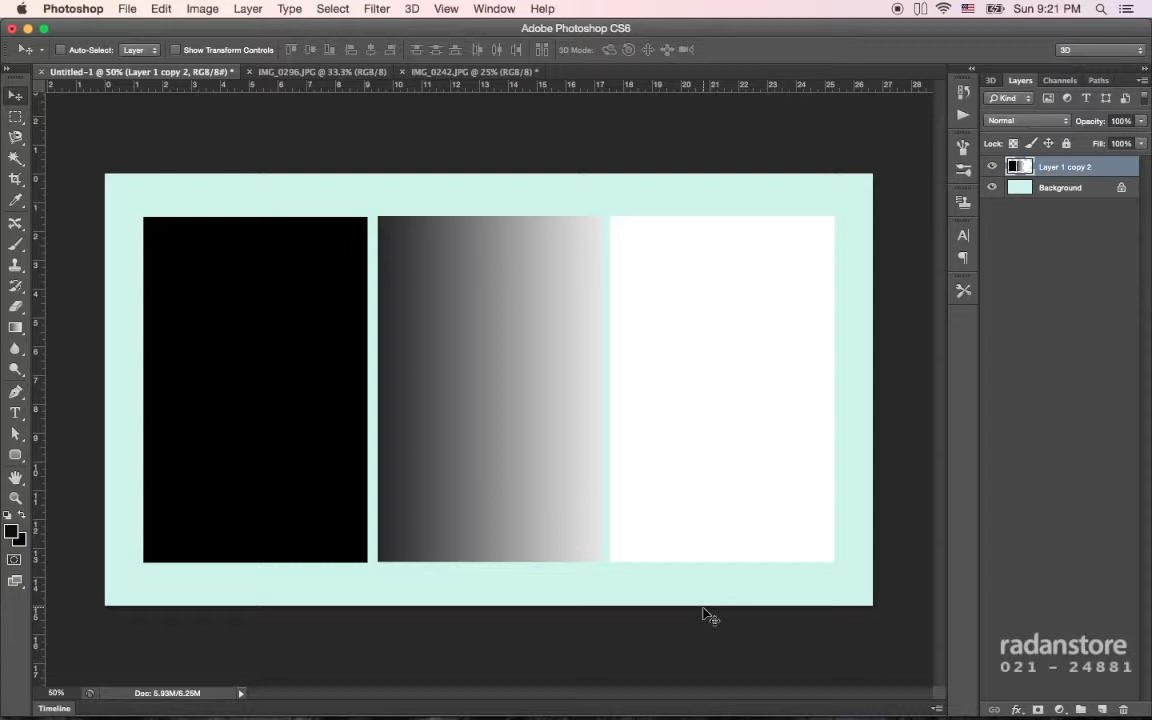 Photoshop File Edit Image Layer Type Select Filter 3D View Window Help Sun 9:21 PM
Adobe Photoshop CS6
Auto-Select: Layer Show Transform Controls 3D Mode: 3D
Untitled-1 @ 50% (Layer 1 copy 2, RGB/8#) * IMG_0296.JPG @ 33.3% (RGB/8) IMG_0242.JPG @ 25% (RGB/8) *
3D Layers Channels Paths
Kind
Normal Opacity: 100%
Lock: Fill: 100%
Layer 1 copy 2
Background
radanstore
021 - 24881
50% Doc: 5.93M/6.25M
Timeline